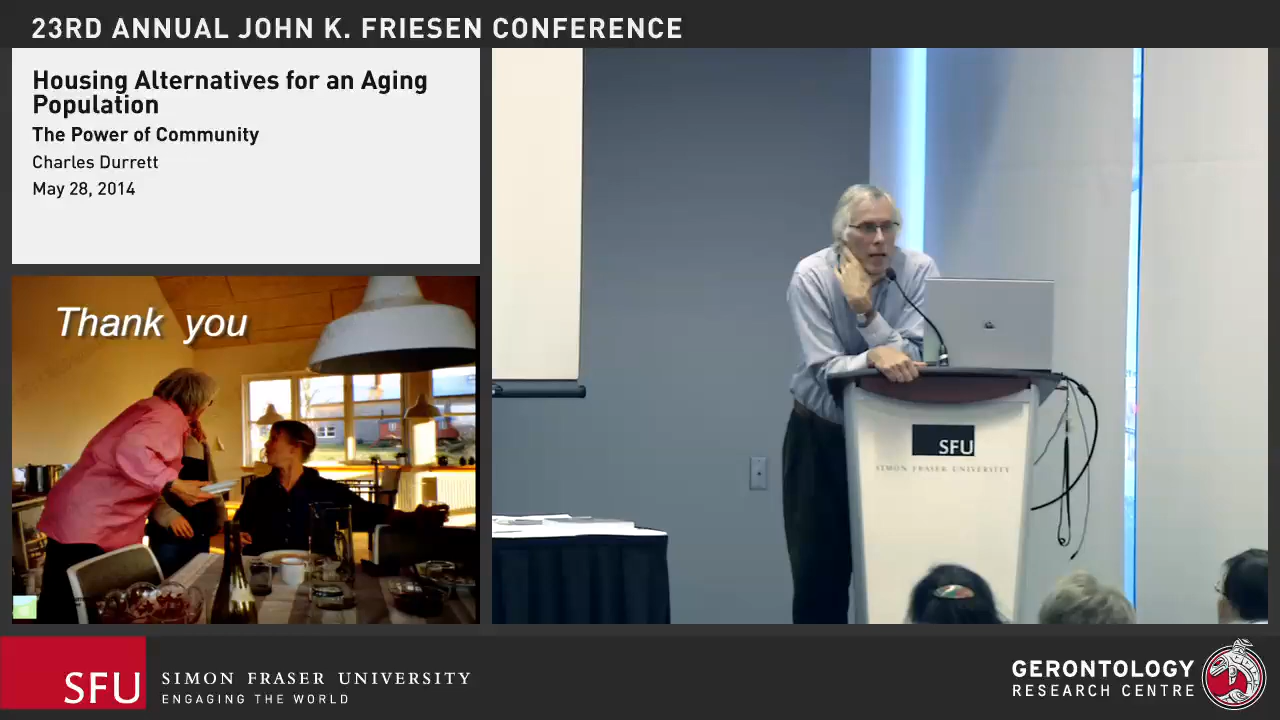 23RD ANNUAL JOHN K. FRIESEN CONFERENCE
Housing Alternatives for an Aging
Population
The Power of Community
Charles Durrett
May 28, 2014
Thank you
SFU
SIMON FRASER UNIVERSITY
SFU
SIMON FRASER UNIVERSITY
ENGAGING THE WORLD
GERONTOLOGY
RESEARCH CENTRE